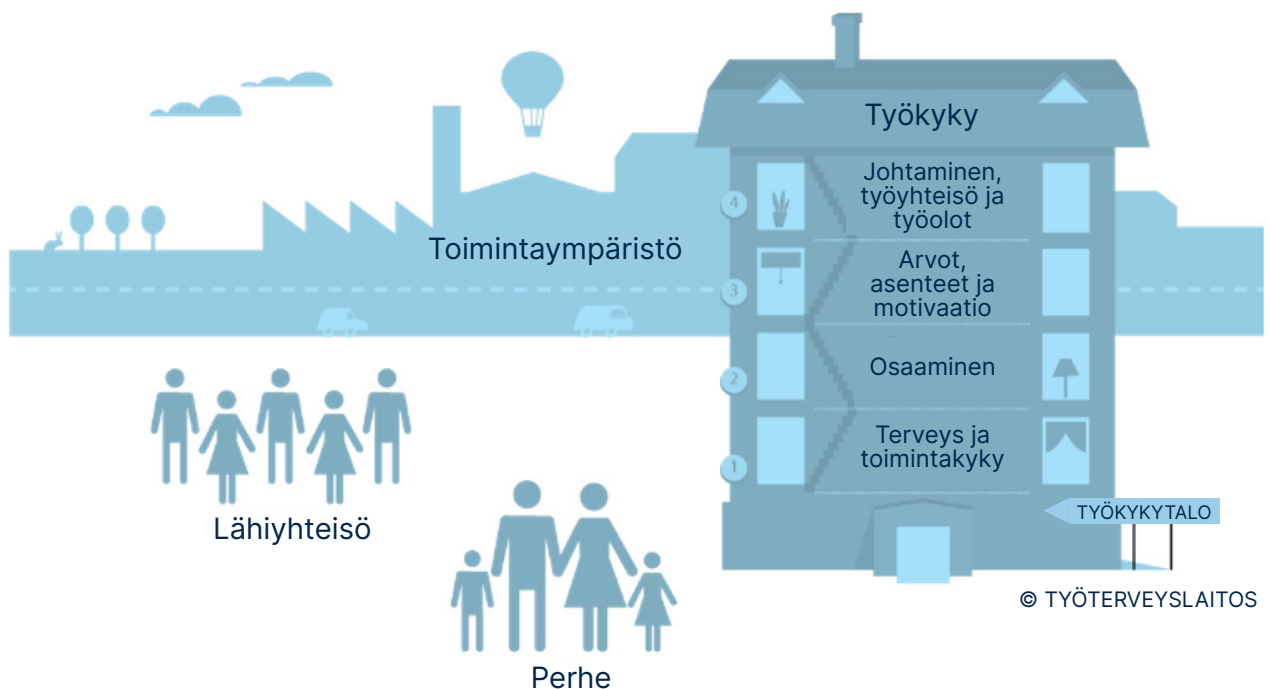 Työkyky
4
Johtaminen,
työyhteisö ja
työolot
Toimintaympäristö
3
Arvot,
asenteet ja
motivaatio
2
Osaaminen
1
Terveys ja
toimintakyky
TYÖKYKYTALO
Lähiyhteisö
© TYÖTERVEYSLAITOS
Perhe